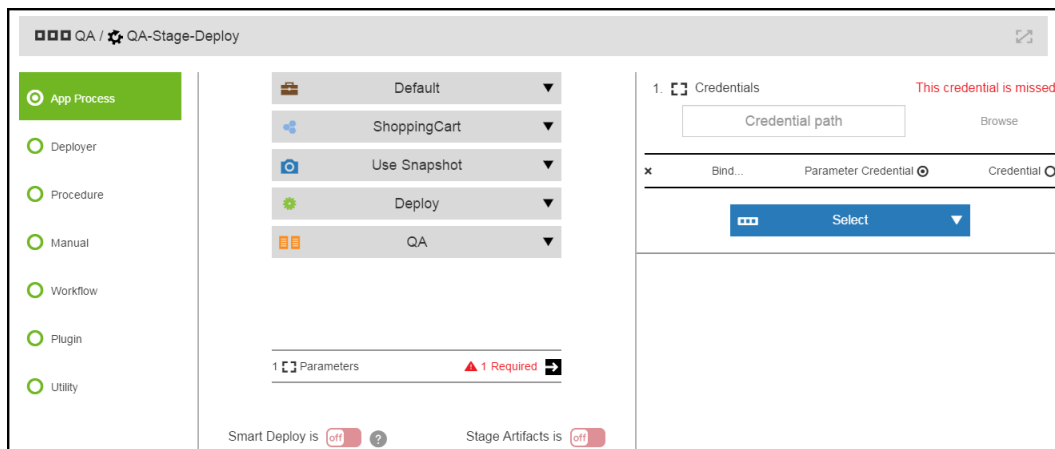 QA / QA-Stage-Deploy
App Process
Deployer
Procedure
Manual
Workflow
Plugin
Utility
Default
ShoppingCart
Use Snapshot
Deploy
QA
1 Parameters
1 Required
Smart Deploy is off ?
Stage Artifacts is off
1. Credentials
This credential is missed
Credential path
Browse
× Bind... Parameter Credential Credential
Select